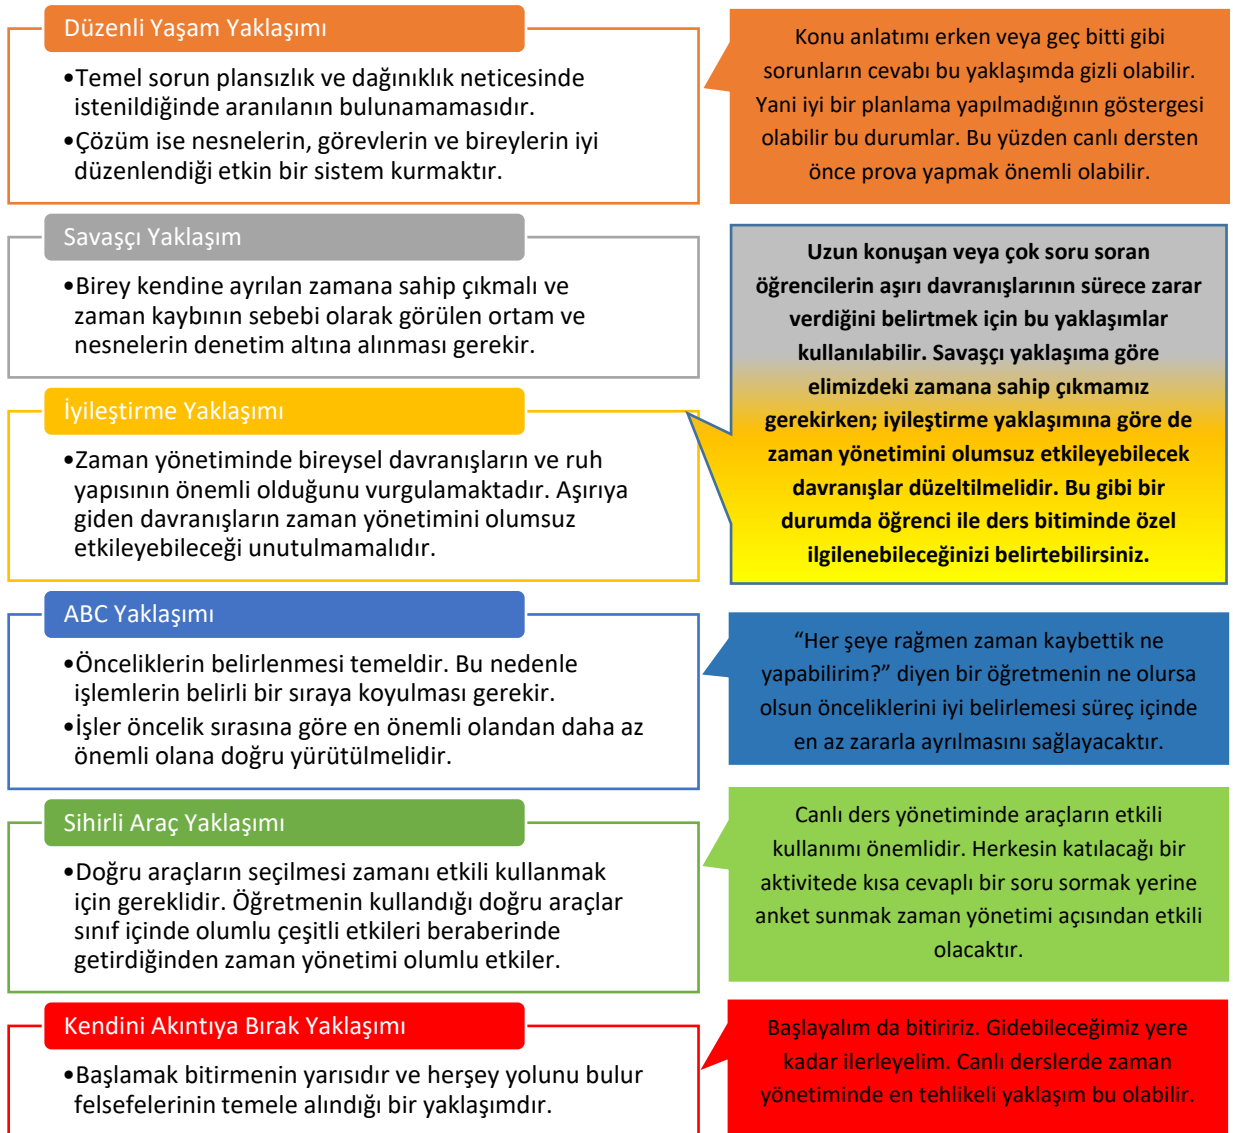 Düzenli Yaşam Yaklaşımı
•Temel sorun plansızlık ve dağınıklık neticesinde
istenildiğinde aranılanın bulunamamasıdır.
•Çözüm ise nesnelerin, görevlerin ve bireylerin iyi
düzenlendiği etkin bir sistem kurmaktır.
Konu anlatımı erken veya geç bitti gibi
sorunların cevabı bu yaklaşımda gizli olabilir.
Yani iyi bir planlama yapılmadığının göstergesi
olabilir bu durumlar. Bu yüzden canlı dersten
önce prova yapmak önemli olabilir.
Savaşçı Yaklaşım
•Birey kendine ayrılan zamana sahip çıkmalı ve
zaman kaybının sebebi olarak görülen ortam ve
nesnelerin denetim altına alınması gerekir.
İyileştirme Yaklaşımı
•Zaman yönetiminde bireysel davranışların ve ruh
yapısının önemli olduğunu vurgulamaktadır. Aşırıya
giden davranışların zaman yönetimini olumsuz
etkileyebileceği unutulmamalıdır.
Uzun konuşan veya çok soru soran
öğrencilerin aşırı davranışlarının sürece zarar
verdiğini belirtmek için bu yaklaşımlar
kullanılabilir. Savaşçı yaklaşıma göre
elimizdeki zamana sahip çıkmamız
gerekirken; iyileştirme yaklaşımına göre de
zaman yönetimini olumsuz etkileyebilecek
davranışlar düzeltilmelidir. Bu gibi bir
durumda öğrenci ile ders bitiminde özel
ilgilenebileceğinizi belirtebilirsiniz.
ABC Yaklaşımı
•Önceliklerin belirlenmesi temeldir. Bu nedenle
işlemlerin belirli bir sıraya koyulması gerekir.
•İşler öncelik sırasına göre en önemli olandan daha az
önemli olana doğru yürütülmelidir.
“Her şeye rağmen zaman kaybettik ne
yapabilirim?” diyen bir öğretmenin ne olursa
olsun önceliklerini iyi belirlemesi süreç içinde
en az zararla ayrılmasını sağlayacaktır.
Sihirli Araç Yaklaşımı
•Doğru araçların seçilmesi zamanı etkili kullanmak
için gereklidir. Öğretmenin kullandığı doğru araçlar
sınıf içinde olumlu çeşitli etkileri beraberinde
getirdiğinden zaman yönetimi olumlu etkiler.
Canlı ders yönetiminde araçların etkili
kullanımı önemlidir. Herkesin katılacağı bir
aktivitede kısa cevaplı bir soru sormak yerine
anket sunmak zaman yönetimi açısından etkili
olacaktır.
Kendini Akıntıya Bırak Yaklaşımı
•Başlamak bitirmenin yarısıdır ve herşey yolunu bulur
felsefelerinin temele alındığı bir yaklaşımdır.
Başlayalım da bitiririz. Gidebileceğimiz yere
kadar ilerleyelim. Canlı derslerde zaman
yönetiminde en tehlikeli yaklaşım bu olabilir.